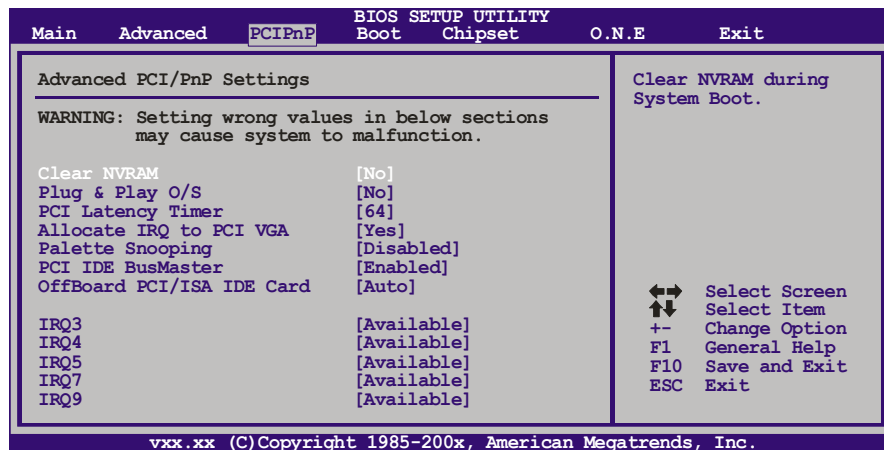 BIOS SETUP UTILITY
Main Advanced PCIPnP Boot Chipset O.N.E Exit
Advanced PCI/PnP Settings
WARNING: Setting wrong values in below sections
may cause system to malfunction.
Clear NVRAM [No]
Plug & Play O/S [No]
PCI Latency Timer [64]
Allocate IRQ to PCI VGA [Yes]
Palette Snooping [Disabled]
PCI IDE BusMaster [Enabled]
OffBoard PCI/ISA IDE Card [Auto]
IRQ3 [Available]
IRQ4 [Available]
IRQ5 [Available]
IRQ7 [Available]
IRQ9 [Available]
Clear NVRAM during
System Boot.
Select Screen
Select Item
+- Change Option
F1 General Help
F10 Save and Exit
ESC Exit
vxx.xx (C)Copyright 1985-200x, American Megatrends, Inc.